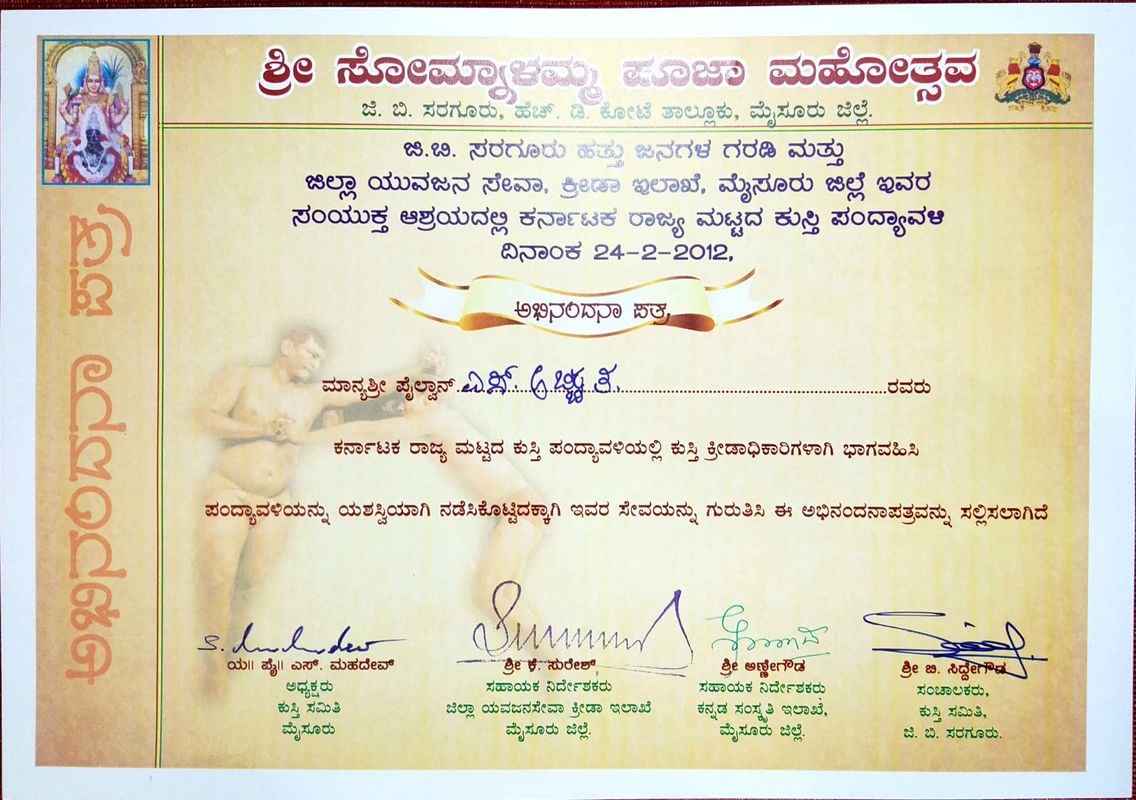 ಶ್ರೀ ಸೋಮ್ನಾಳಮ್ಮ ಪೂಜಾ ಮಹೋತ್ಸವ
ಜಿ. ಬಿ. ಸರಗೂರು, ಹೆಚ್. ಡಿ. ಕೋಟೆ ತಾಲ್ಲೂಕು, ಮೈಸೂರು ಜಿಲ್ಲೆ.
ಜಿ.ಬಿ. ಸರಗೂರು ಹತ್ತು ಜನಗಳ ಗರಡಿ ಮತ್ತು
ಜಿಲ್ಲಾ ಯುವಜನ ಸೇವಾ, ಕ್ರೀಡಾ ಇಲಾಖೆ, ಮೈಸೂರು ಜಿಲ್ಲೆ ಇವರ
ಸಂಯುಕ್ತ ಆಶ್ರಯದಲ್ಲಿ ಕರ್ನಾಟಕ ರಾಜ್ಯ ಮಟ್ಟದ ಕುಸ್ತಿ ಪಂದ್ಯಾವಳಿ
ದಿನಾಂಕ 24-2-2012,
ಅಭಿನಂದನಾ ಪತ್ರ
ಅಭಿನಂದನಾ ಪತ್ರ
ಮಾನ್ಯಶ್ರೀ ಪೈಲ್ವಾನ್ ಎಸ್. ಅಚ್ಚುತ. ರವರು
ಕರ್ನಾಟಕ ರಾಜ್ಯ ಮಟ್ಟದ ಕುಸ್ತಿ ಪಂದ್ಯಾವಳಿಯಲ್ಲಿ ಕುಸ್ತಿ ಕ್ರೀಡಾಧಿಕಾರಿಗಳಾಗಿ ಭಾಗವಹಿಸಿ
ಪಂದ್ಯಾವಳಿಯನ್ನು ಯಶಸ್ವಿಯಾಗಿ ನಡೆಸಿಕೊಟ್ಟಿದಕ್ಕಾಗಿ ಇವರ ಸೇವೆಯನ್ನು ಗುರುತಿಸಿ ಈ ಅಭಿನಂದನಾಪತ್ರವನ್ನು ಸಲ್ಲಿಸಲಾಗಿದೆ
ಯ॥ ಪೈ॥ ಎಸ್. ಮಹದೇವ್
ಅಧ್ಯಕ್ಷರು
ಕುಸ್ತಿ ಸಮಿತಿ
ಮೈಸೂರು
ಶ್ರೀ ಕೆ. ಸುರೇಶ್,
ಸಹಾಯಕ ನಿರ್ದೇಶಕರು
ಜಿಲ್ಲಾ ಯವಜನಸೇವಾ ಕ್ರೀಡಾ ಇಲಾಖೆ
ಮೈಸೂರು ಜಿಲ್ಲೆ.
ಶ್ರೀ ಅಣ್ಣೇಗೌಡ
ಸಹಾಯಕ ನಿರ್ದೇಶಕರು
ಕನ್ನಡ ಸಂಸ್ಕೃತಿ ಇಲಾಖೆ,
ಮೈಸೂರು ಜಿಲ್ಲೆ.
ಶ್ರೀ ಬಿ. ಸಿದ್ದೇಗೌಡ
ಸಂಚಾಲಕರು,
ಕುಸ್ತಿ ಸಮಿತಿ,
ಜಿ. ಬಿ. ಸರಗೂರು.